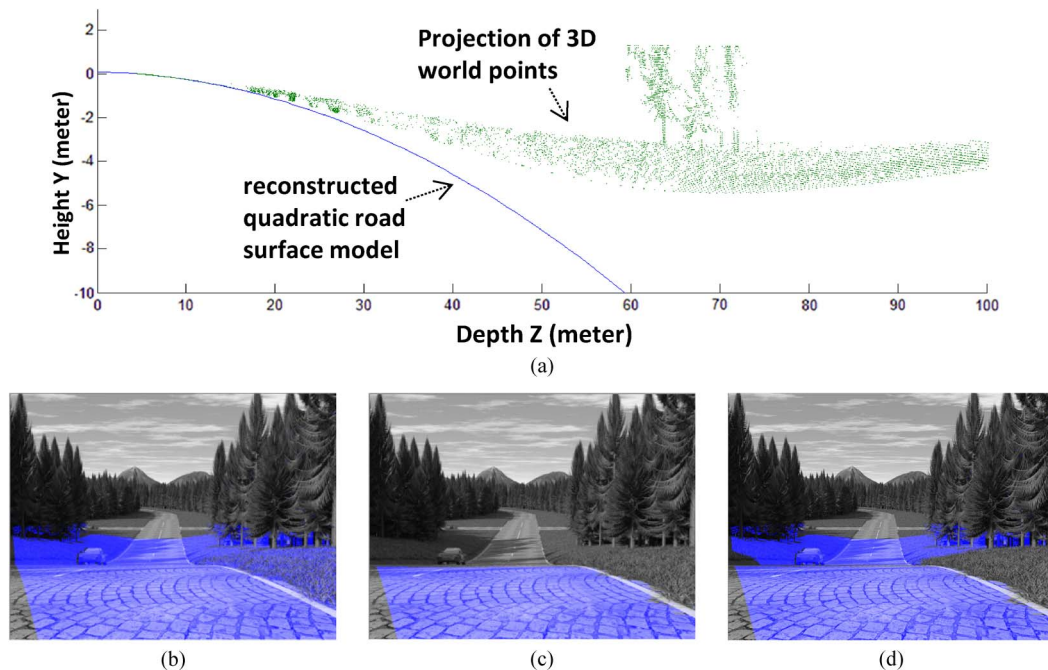 2
0
-2
-4
-6
-8
-10
0 10 20 30 40 50 60 70 80 90 100
Height Y (meter)
Projection of 3D
world points
reconstructed
quadratic road
surface model
Depth Z (meter)
(a)
(b) (c) (d)